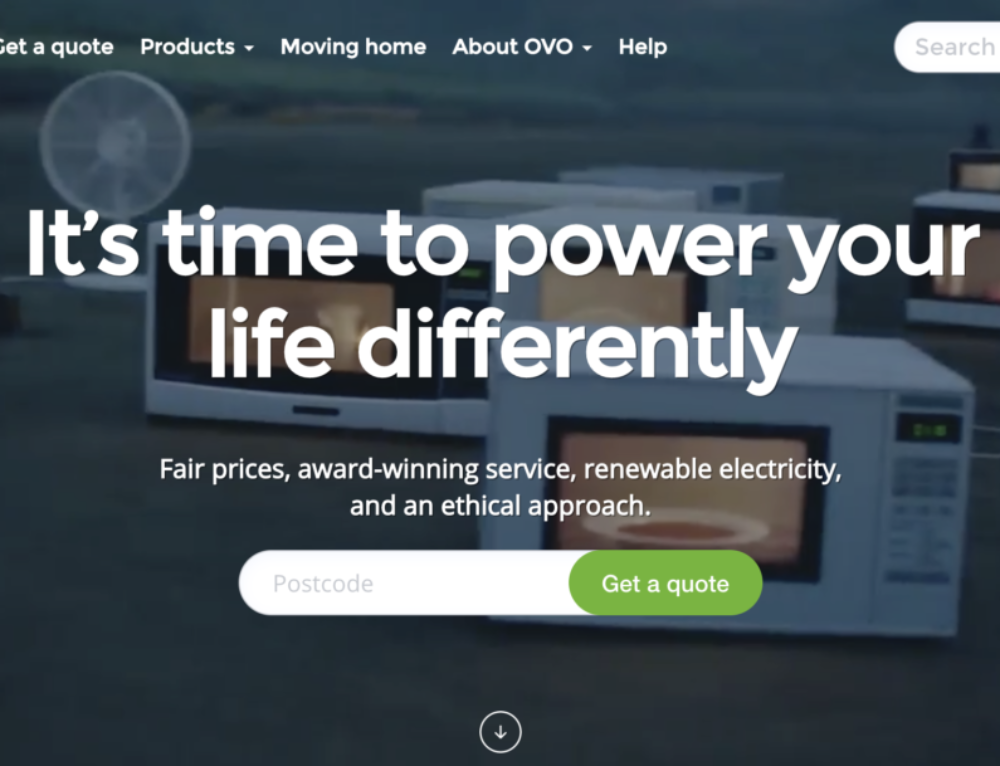 Get a quote Products Moving home About OVO Help Search
It's time to power your
life differently
Fair prices, award-winning service, renewable electricity,
and an ethical approach.
Postcode Get a quote